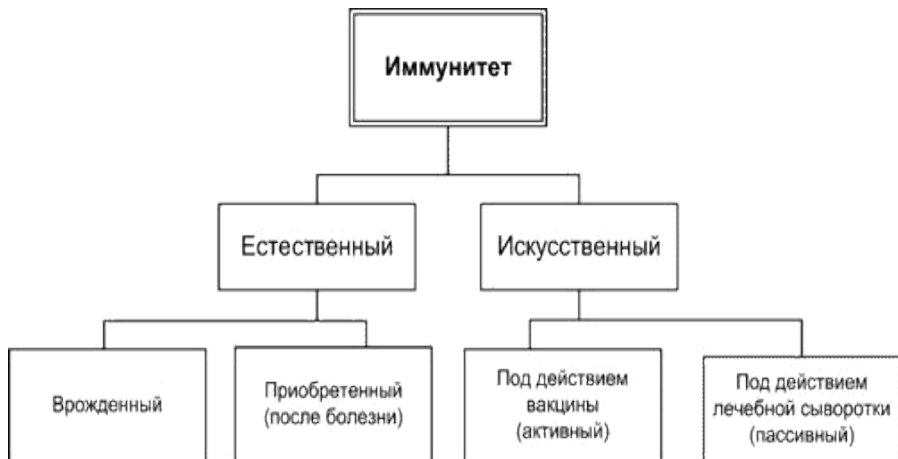 Иммунитет
Естественный
Искусственный
Врожденный
Приобретенный
(после болезни)
Под действием
вакцины
(активный)
Под действием
лечебной сыворотки
(пассивный)